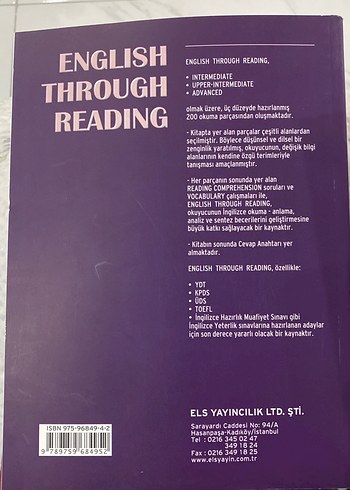 ENGLISH
THROUGH
READING
ENGLISH THROUGH READING,
• INTERMEDIATE
• UPPER-INTERMEDIATE
• ADVANCED
olmak üzere, üç düzeyde hazırlanmış
200 okuma parçasından oluşmaktadır.
- Kitapta yer alan parçalar çeşitli alanlardan
seçilmiştir. Böylece düşünsel ve dilsel bir
zenginlik yaratılmış, okuyucunun, değişik bilgi
alanlarının kendine özgü terimleriyle
tanışması amaçlanmıştır.
- Her parçanın sonunda yer alan
READING COMPREHENSION soruları ve
VOCABULARY çalışmaları ile,
ENGLISH THROUGH READING,
okuyucunun İngilizce okuma - anlama,
analiz ve sentez becerilerini geliştirmesine
büyük katkı sağlayacak bir kaynaktır.
- Kitabın sonunda Cevap Anahtarı yer
almaktadır.
ENGLISH THROUGH READING, özellikle:
• YDT
• KPDS
• ÜDS
• TOEFL
• İngilizce Hazırlık Muafiyet Sınavı gibi
İngilizce Yeterlik sınavlarına hazırlanan adaylar
için son derece yararlı olacak bir kaynaktır.
ISBN 975-96849-4-2
9 789759 684952
ELS YAYINCILIK LTD. ŞTİ.
Sarayardı Caddesi No: 94/A
Hasanpaşa-Kadıköy/İstanbul
Tel : 0216 345 02 47
349 18 24
Fax : 0216 349 18 25
www.elsyayin.com.tr